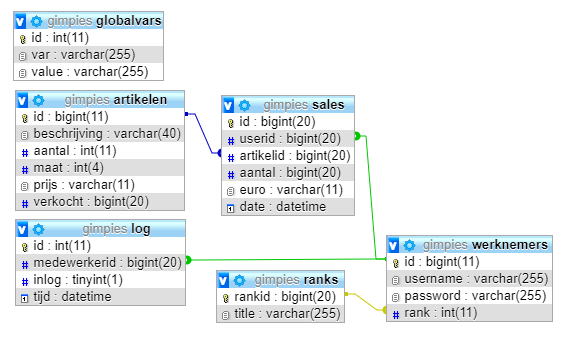 gimpies globalvars
id : int(11)
var : varchar(255)
value : varchar(255)
gimpies artikelen
id : bigint(11)
beschrijving : varchar(40)
aantal : int(11)
maat : int(4)
prijs : varchar(11)
verkocht : bigint(20)
gimpies sales
id : bigint(20)
userid : bigint(20)
artikelid : bigint(20)
aantal : bigint(20)
euro : varchar(11)
date : datetime
gimpies log
id : int(11)
medewerkerid : bigint(20)
inlog : tinyint(1)
tijd : datetime
gimpies ranks
rankid : bigint(20)
title : varchar(255)
gimpies werknemers
id : bigint(11)
username : varchar(255)
password : varchar(255)
rank : int(11)